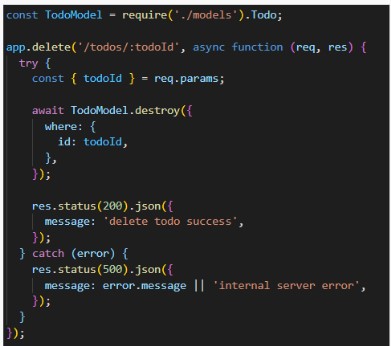 const TodoModel = require('./models').Todo;
app.delete('/todos/:todoId', async function (req, res) {
  try {
    const { todoId } = req.params;
    await TodoModel.destroy({
      where: {
        id: todoId,
      },
    });
    res.status(200).json({
      message: 'delete todo success',
    });
  } catch (error) {
    res.status(500).json({
      message: error.message || 'internal server error',
    });
  }
});